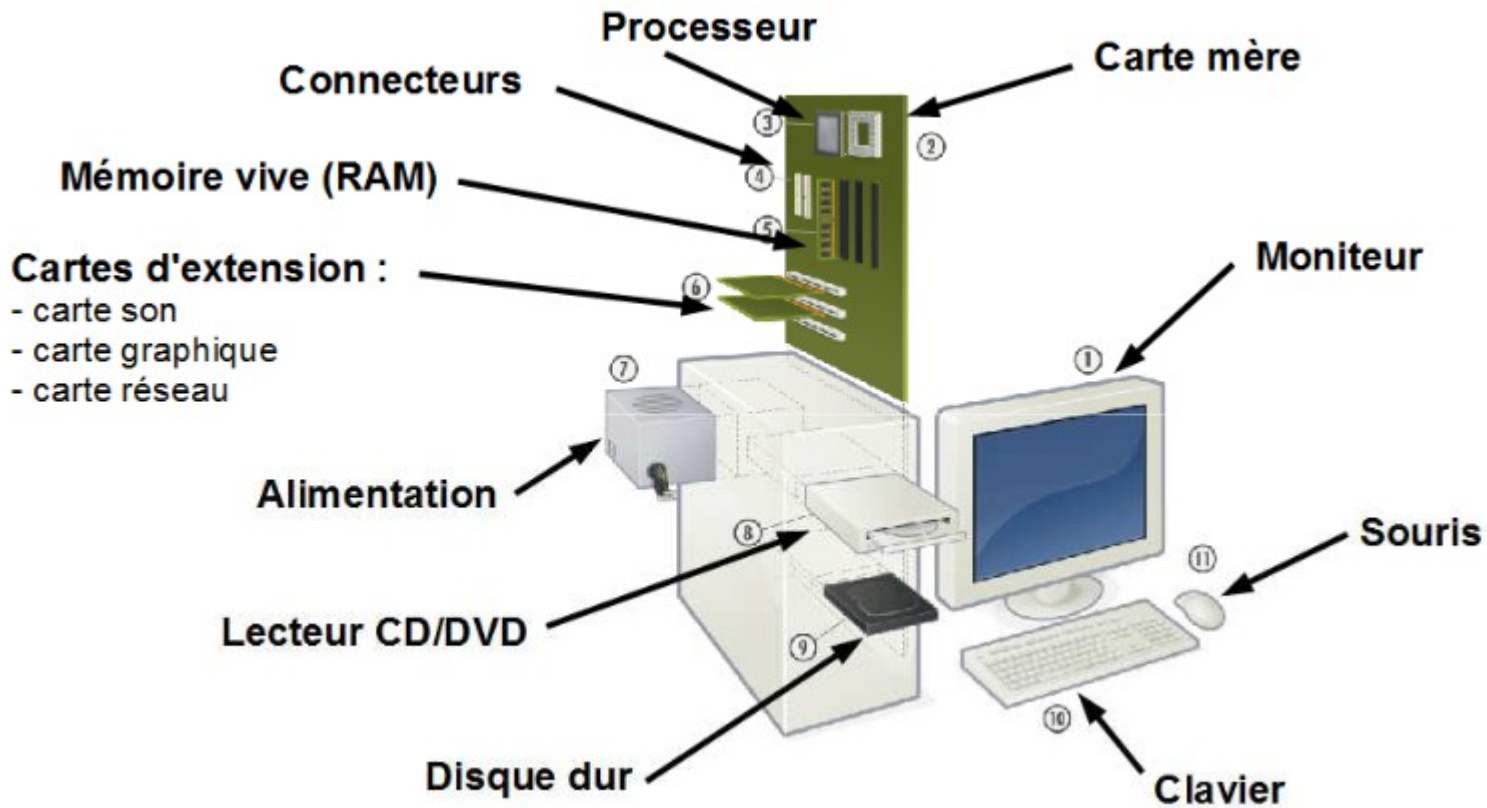 Processeur
Connecteurs
Carte mère
③
②
Mémoire vive (RAM)
④
⑤
Cartes d'extension :
- carte son
- carte graphique
- carte réseau
⑥
Moniteur
⑦
①
Alimentation
⑧
Souris
⑪
Lecteur CD/DVD
⑨
⑩
Disque dur
Clavier